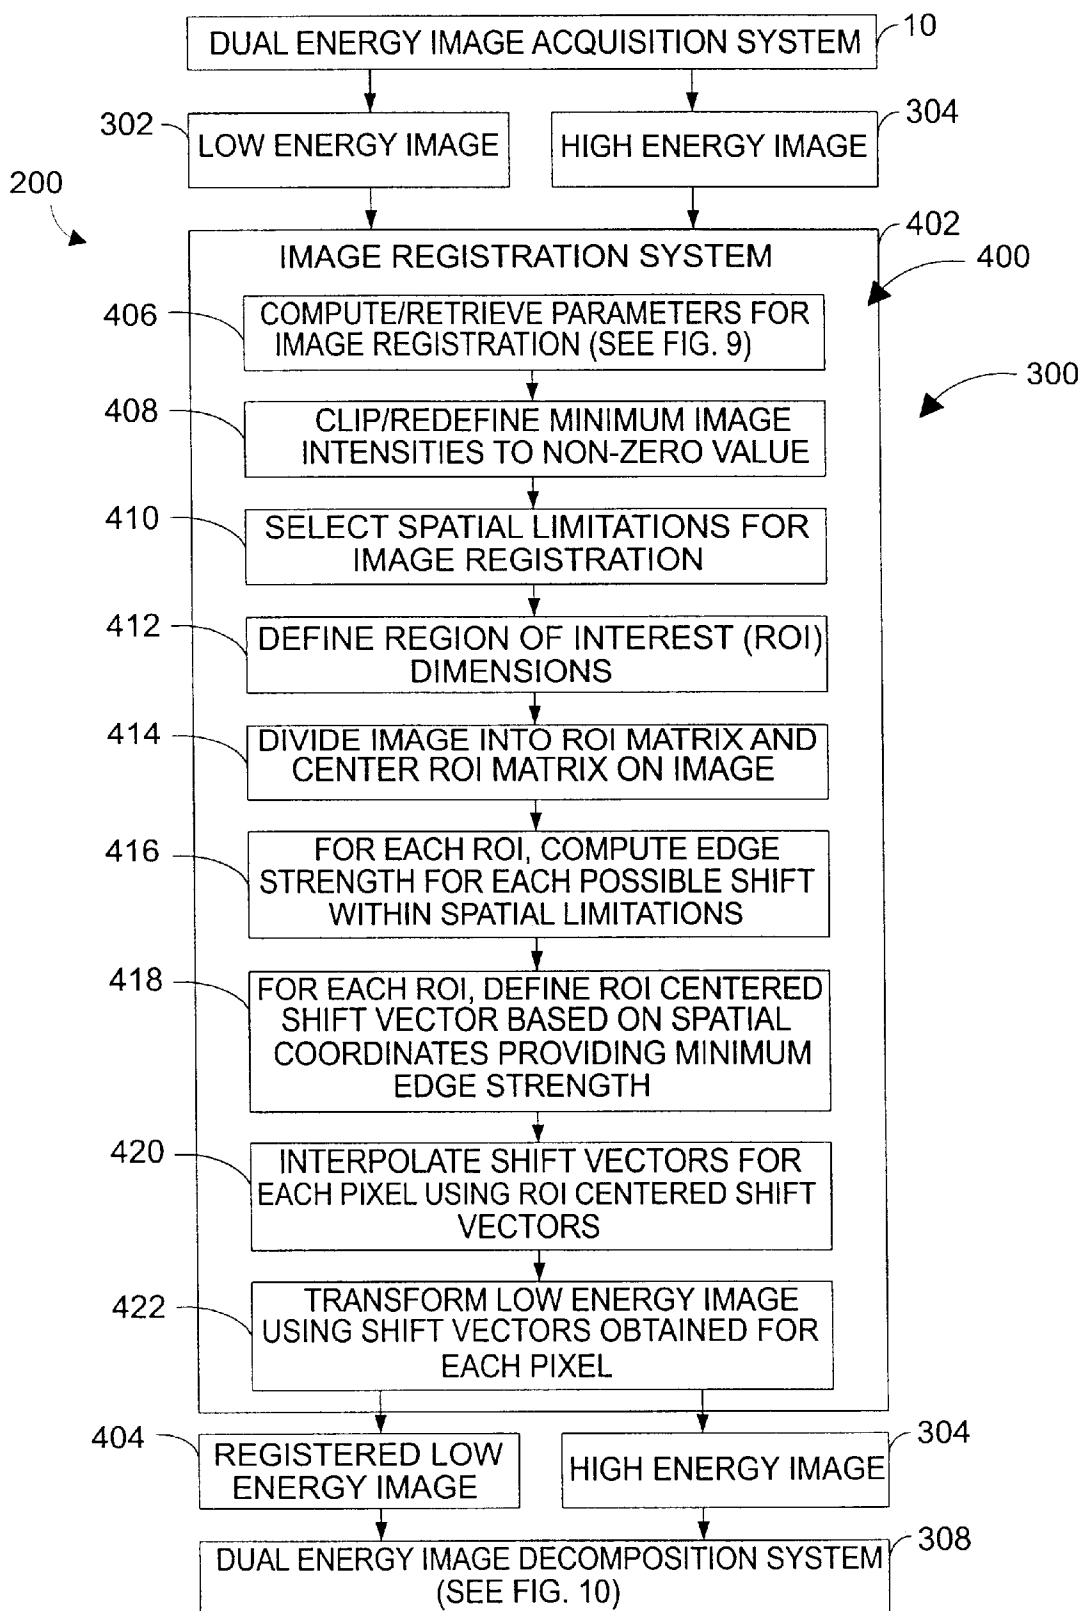 DUAL ENERGY IMAGE ACQUISITION SYSTEM
10
302
LOW ENERGY IMAGE
HIGH ENERGY IMAGE
304
200
402
IMAGE REGISTRATION SYSTEM
400
406
COMPUTE/RETRIEVE PARAMETERS FOR
IMAGE REGISTRATION (SEE FIG. 9)
300
408
CLIP/REDEFINE MINIMUM IMAGE
INTENSITIES TO NON-ZERO VALUE
410
SELECT SPATIAL LIMITATIONS FOR
IMAGE REGISTRATION
412
DEFINE REGION OF INTEREST (ROI)
DIMENSIONS
414
DIVIDE IMAGE INTO ROI MATRIX AND
CENTER ROI MATRIX ON IMAGE
416
FOR EACH ROI, COMPUTE EDGE
STRENGTH FOR EACH POSSIBLE SHIFT
WITHIN SPATIAL LIMITATIONS
418
FOR EACH ROI, DEFINE ROI CENTERED
SHIFT VECTOR BASED ON SPATIAL
COORDINATES PROVIDING MINIMUM
EDGE STRENGTH
420
INTERPOLATE SHIFT VECTORS FOR
EACH PIXEL USING ROI CENTERED SHIFT
VECTORS
422
TRANSFORM LOW ENERGY IMAGE
USING SHIFT VECTORS OBTAINED FOR
EACH PIXEL
404
REGISTERED LOW
ENERGY IMAGE
HIGH ENERGY IMAGE
304
DUAL ENERGY IMAGE DECOMPOSITION SYSTEM
(SEE FIG. 10)
308